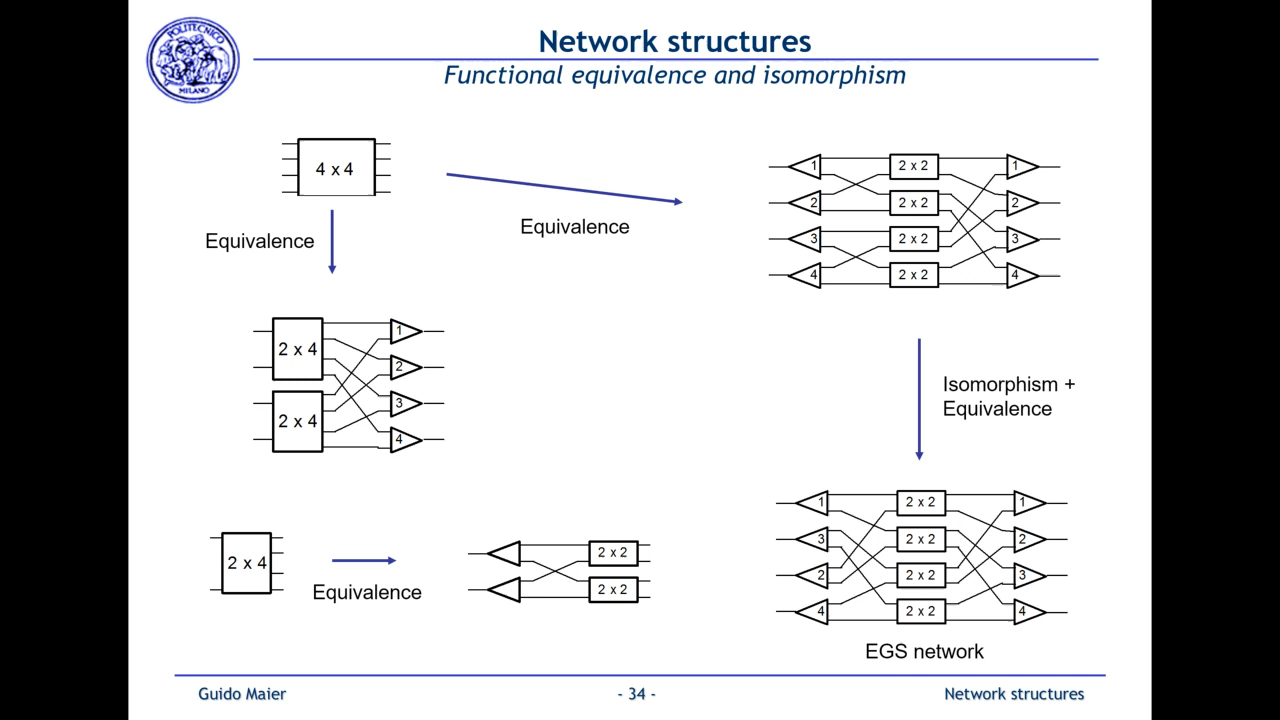 POLITECNICO
MILANO
Network structures
Functional equivalence and isomorphism
4 x 4
Equivalence
Equivalence
1
2 x 2
1
2
2 x 2
2
3
2 x 2
3
4
2 x 2
4
2 x 4
2 x 4
1
2
3
4
Isomorphism +
Equivalence
2 x 4
Equivalence
2 x 2
2 x 2
1
2 x 2
1
3
2 x 2
2
2
2 x 2
3
4
2 x 2
4
EGS network
Guido Maier
- 34 -
Network structures